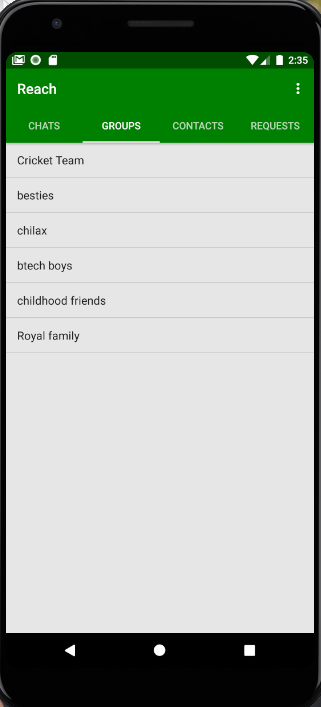 2:35
Reach
CHATS GROUPS CONTACTS REQUESTS
Cricket Team
besties
chilax
btech boys
childhood friends
Royal family